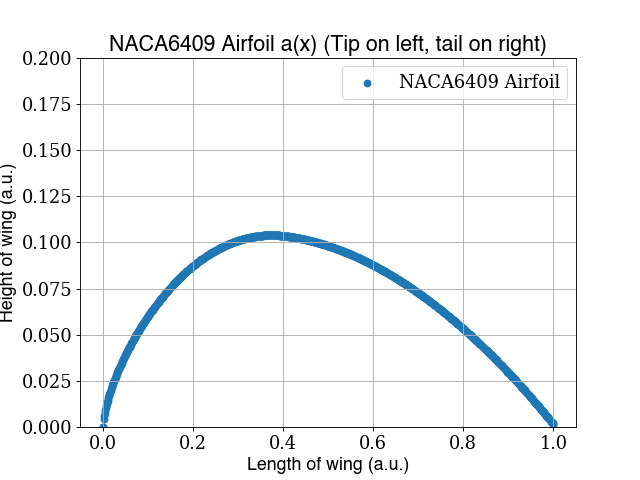 NACA6409 Airfoil a(x) (Tip on left, tail on right)
NACA6409 Airfoil
Height of wing (a.u.)
0.200
0.175
0.150
0.125
0.100
0.075
0.050
0.025
0.000
0.0 0.2 0.4 0.6 0.8 1.0
Length of wing (a.u.)